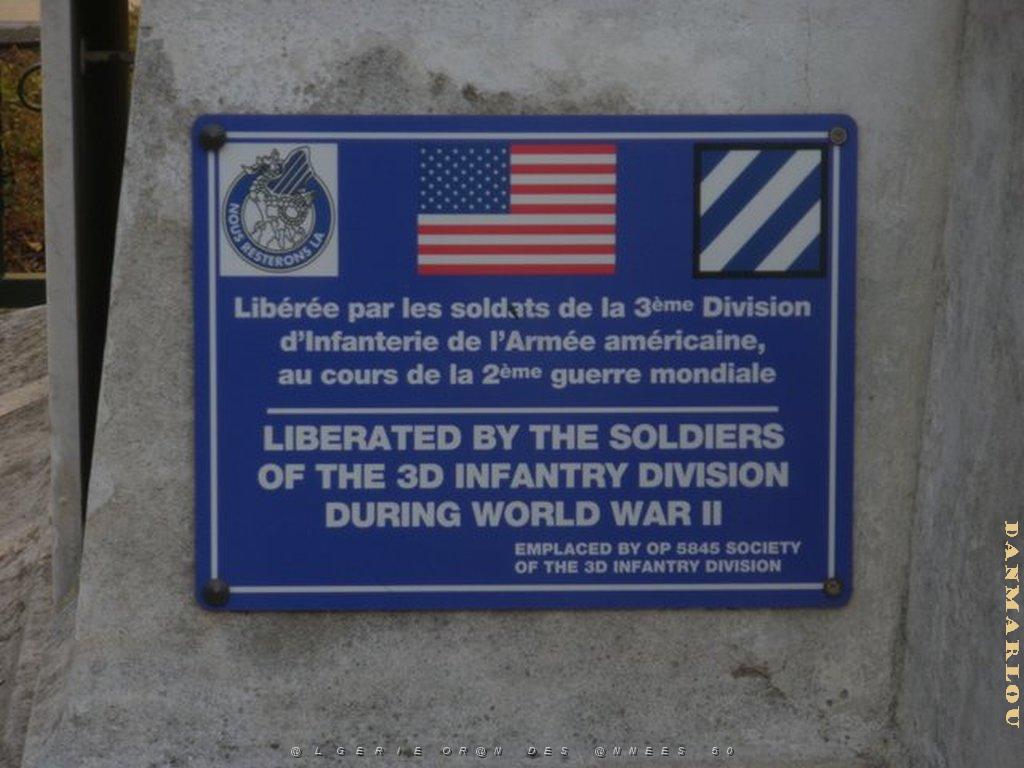 NOUS RESTERONS LA
Libérée par les soldats de la 3ème Division
d'Infanterie de l'Armée américaine,
au cours de la 2ème guerre mondiale
LIBERATED BY THE SOLDIERS
OF THE 3D INFANTRY DIVISION
DURING WORLD WAR II
EMPLACED BY OP 5845 SOCIETY
OF THE 3D INFANTRY DIVISION
DANMARLOU
@LGERIE OR@N DES @NNEES 50